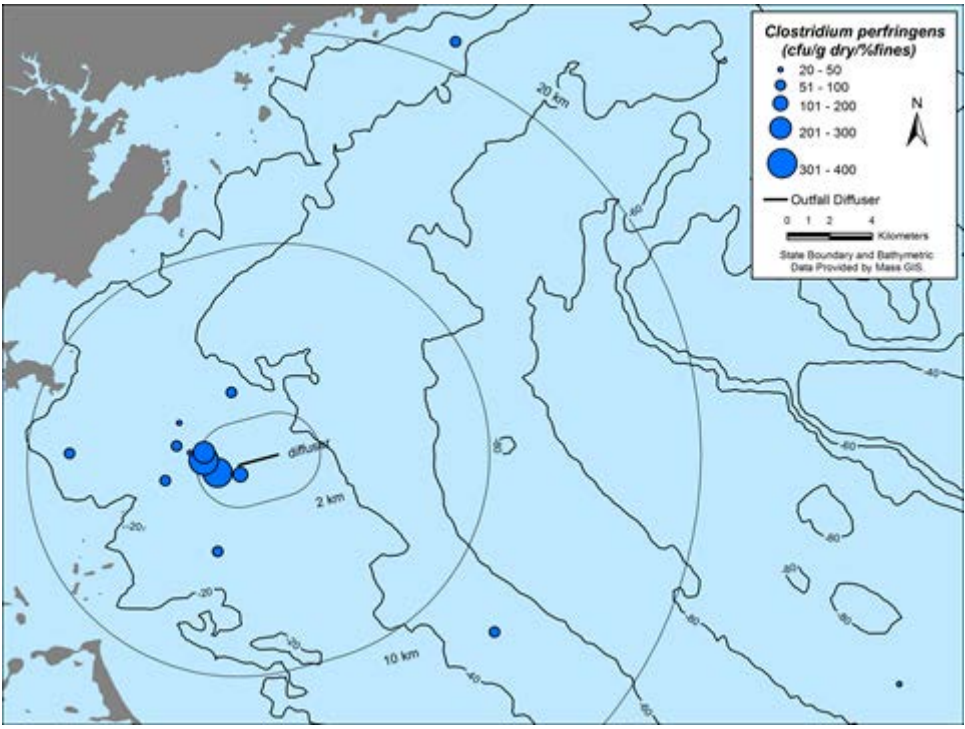 Clostridium perfringens
(cfu/g dry/%fines)
20 - 50
51 - 100
101 - 200
201 - 300
301 - 400
N
Outfall Diffuser
0 1 2 4
Kilometers
State Boundary and Bathymetric
Data Provided by Mass GIS.
20 km
-60
-40
-60
diffuser
-60
2 km
-20
-80
-80
-20
-80
-20
10 km
-40
-80
-60